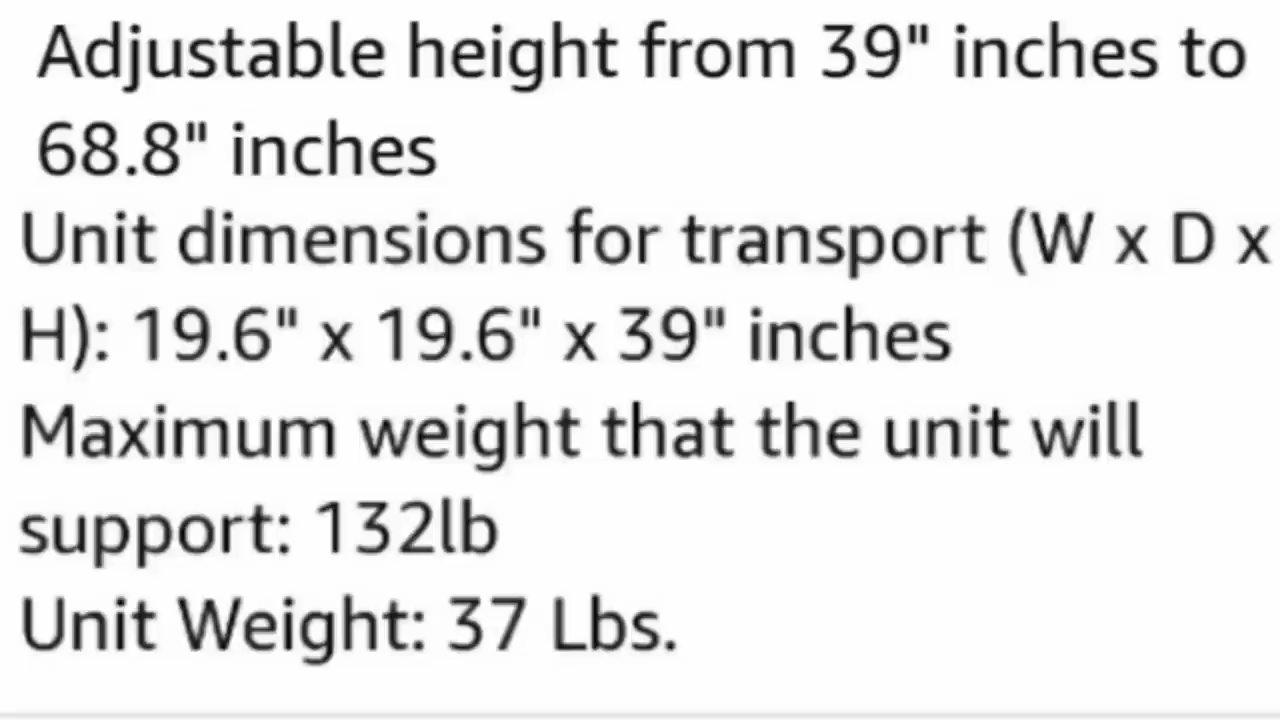 Adjustable height from 39" inches to
68.8" inches
Unit dimensions for transport (W x D x
H): 19.6" x 19.6" x 39" inches
Maximum weight that the unit will
support: 132lb
Unit Weight: 37 Lbs.